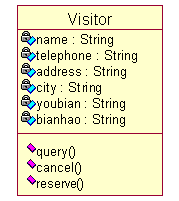 Visitor
name : String
telephone : String
address : String
city : String
youbian : String
bianhao : String
query()
cancel()
reserve()